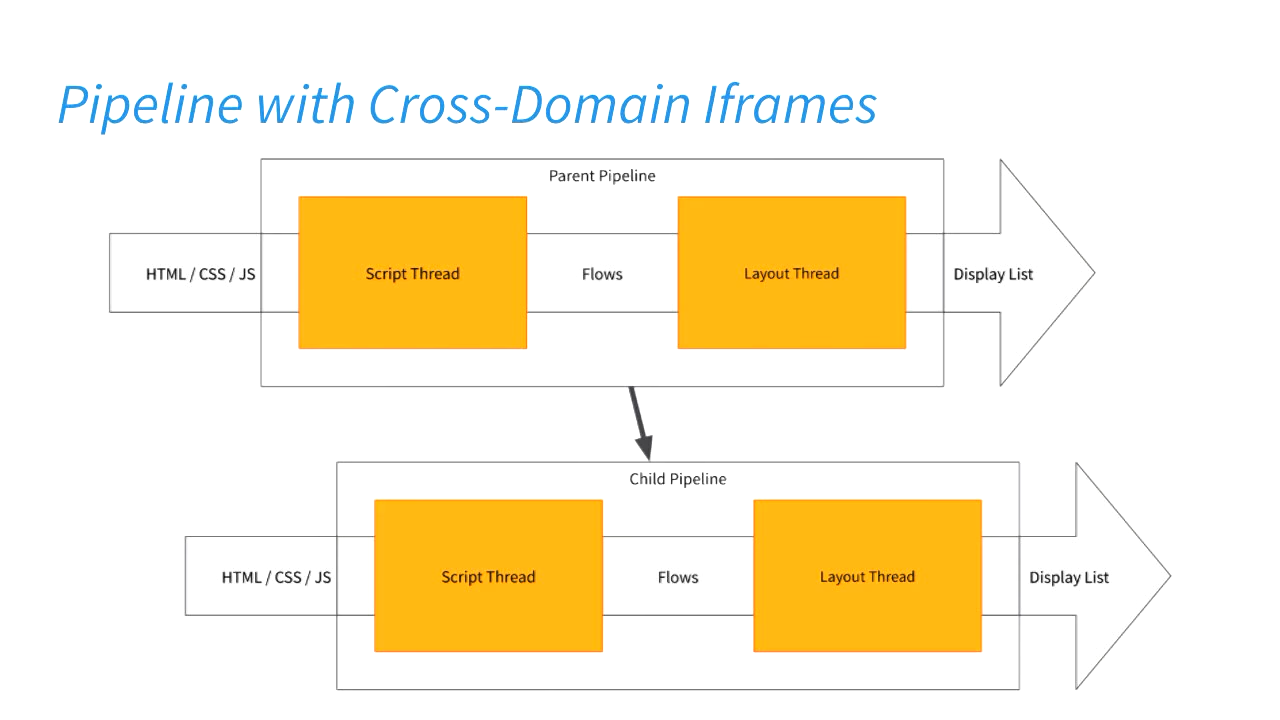 Pipeline with Cross-Domain Iframes
Parent Pipeline
HTML / CSS / JS
Script Thread
Flows
Layout Thread
Display List
Child Pipeline
HTML / CSS / JS
Script Thread
Flows
Layout Thread
Display List